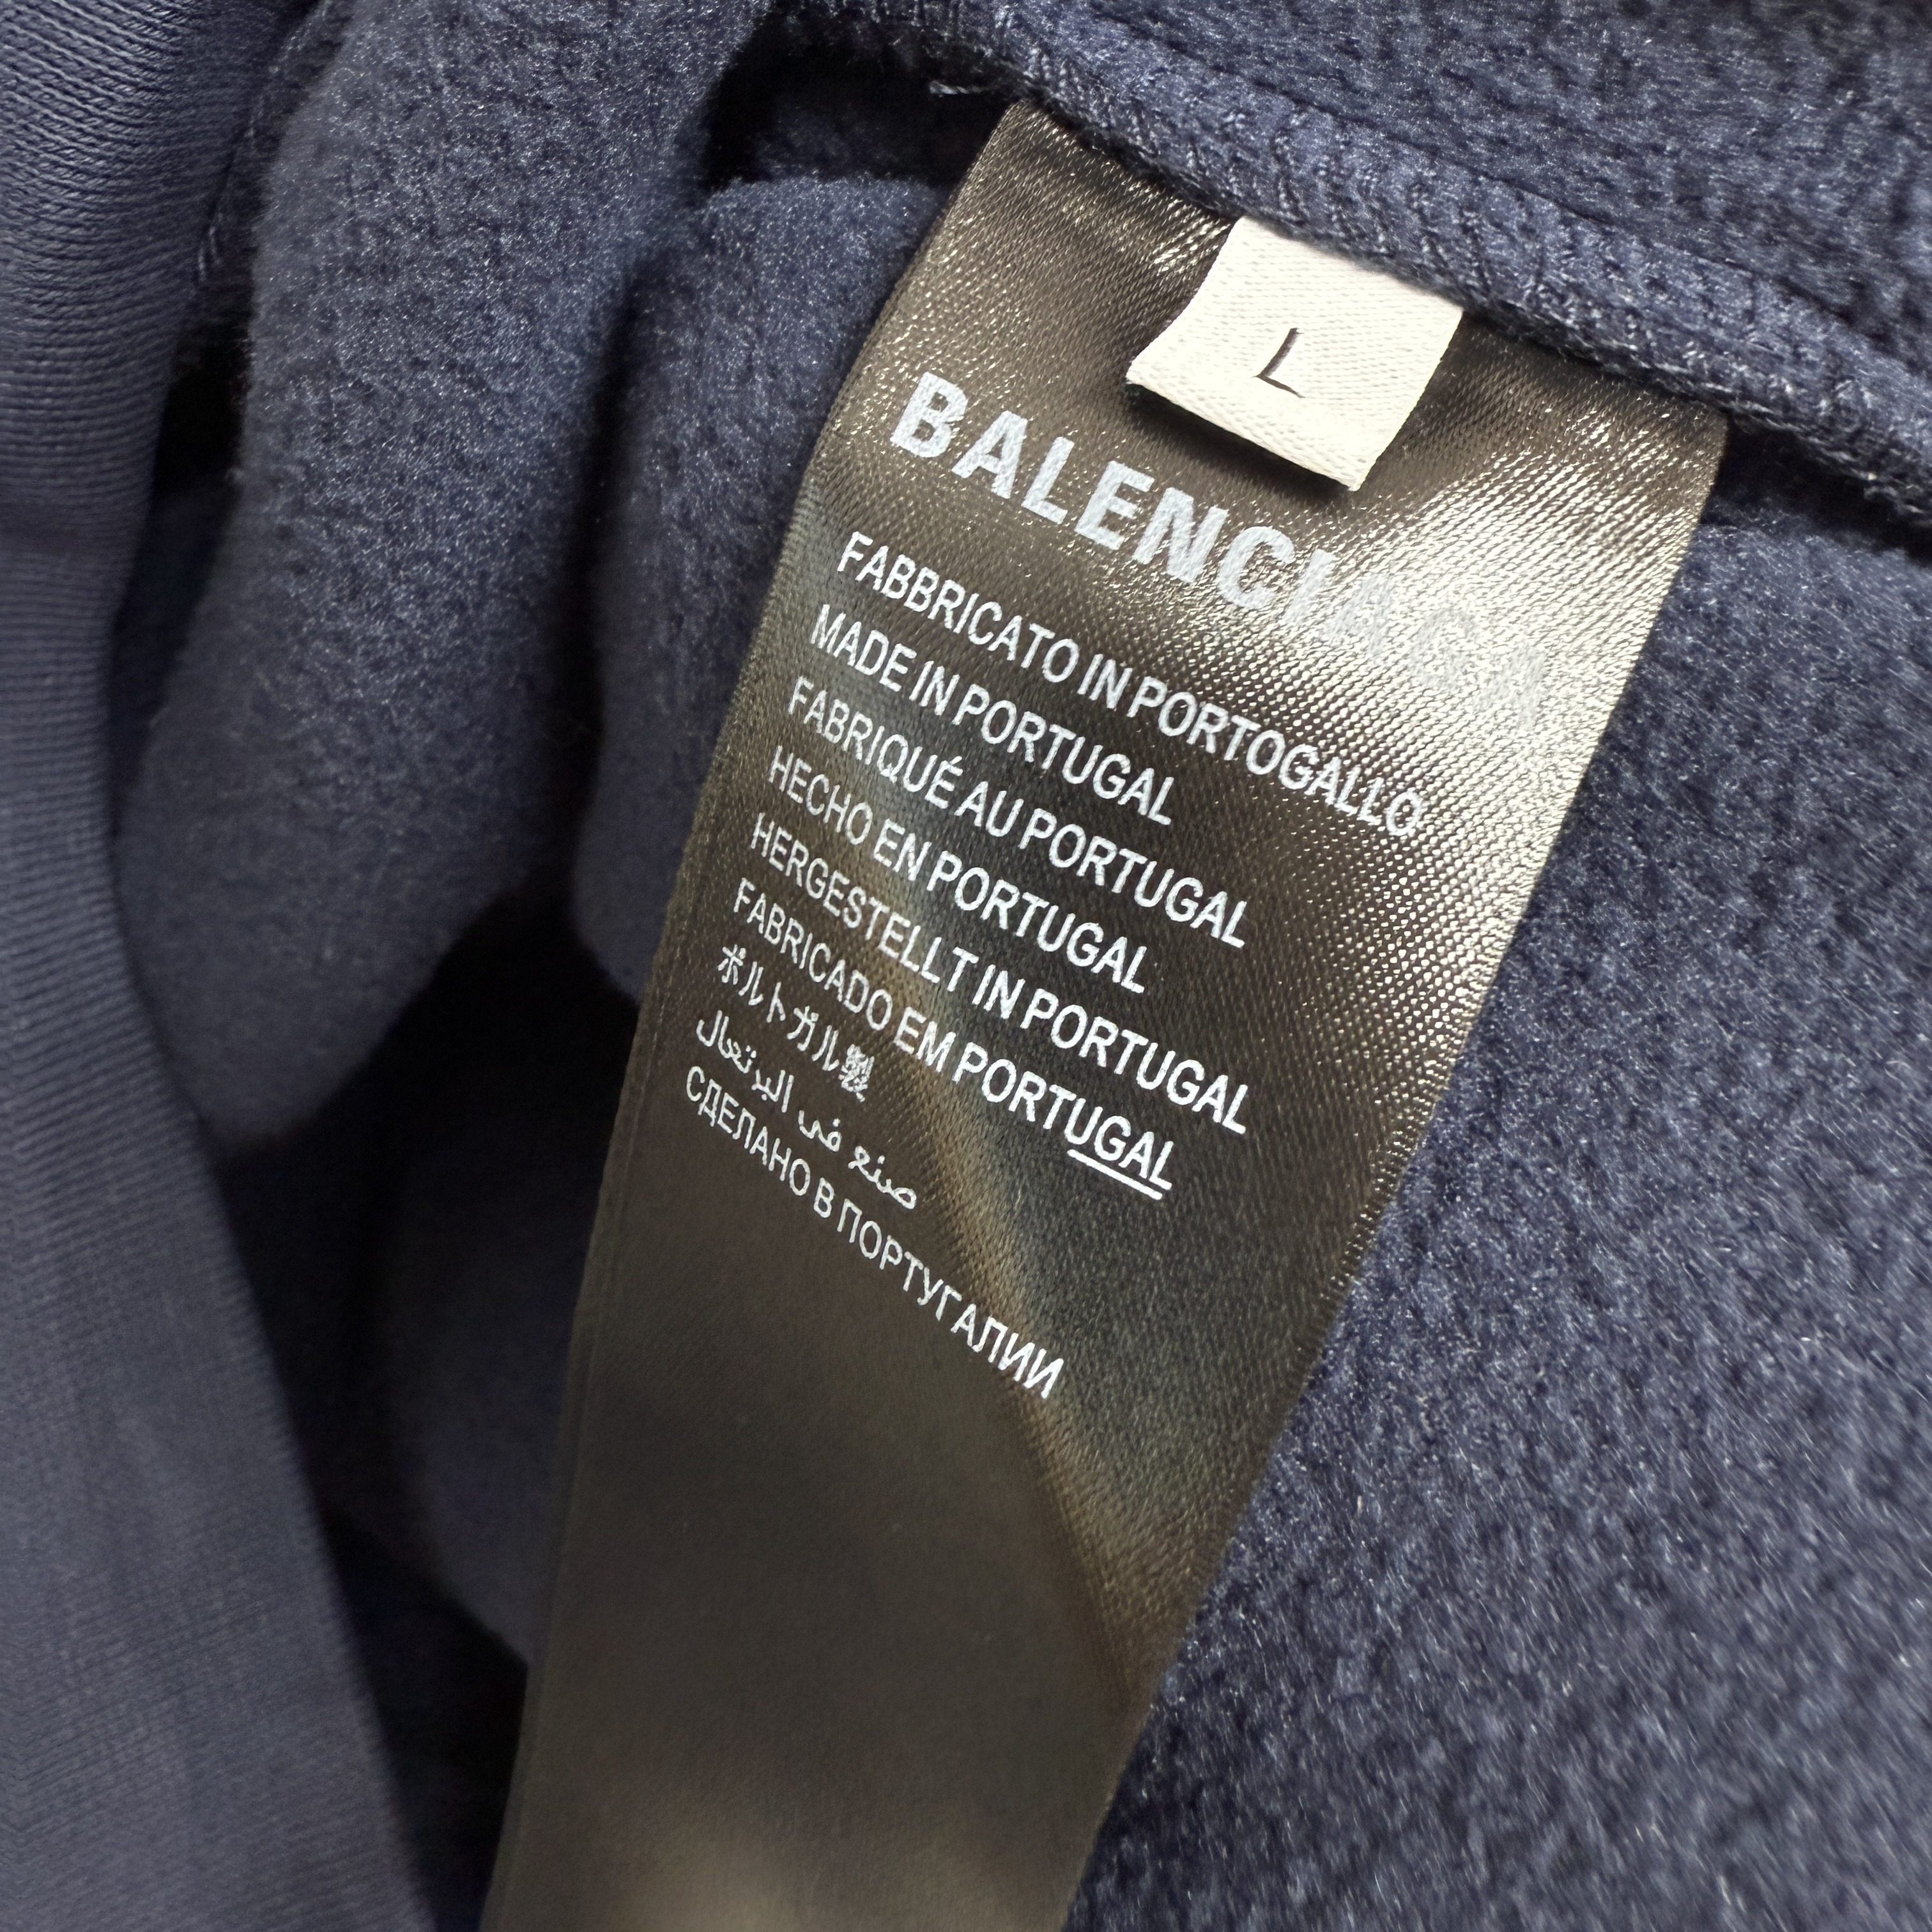 L
BALENCIAGA
FABBRICATO IN PORTOGALLO
MADE IN PORTUGAL
FABRIQUÉ AU PORTUGAL
HECHO EN PORTUGAL
HERGESTELLT IN PORTUGAL
FABRICADO EM PORTUGAL
ポルトガル製
صنع في البرتغال
СДЕЛАНО В ПОРТУГАЛИИ